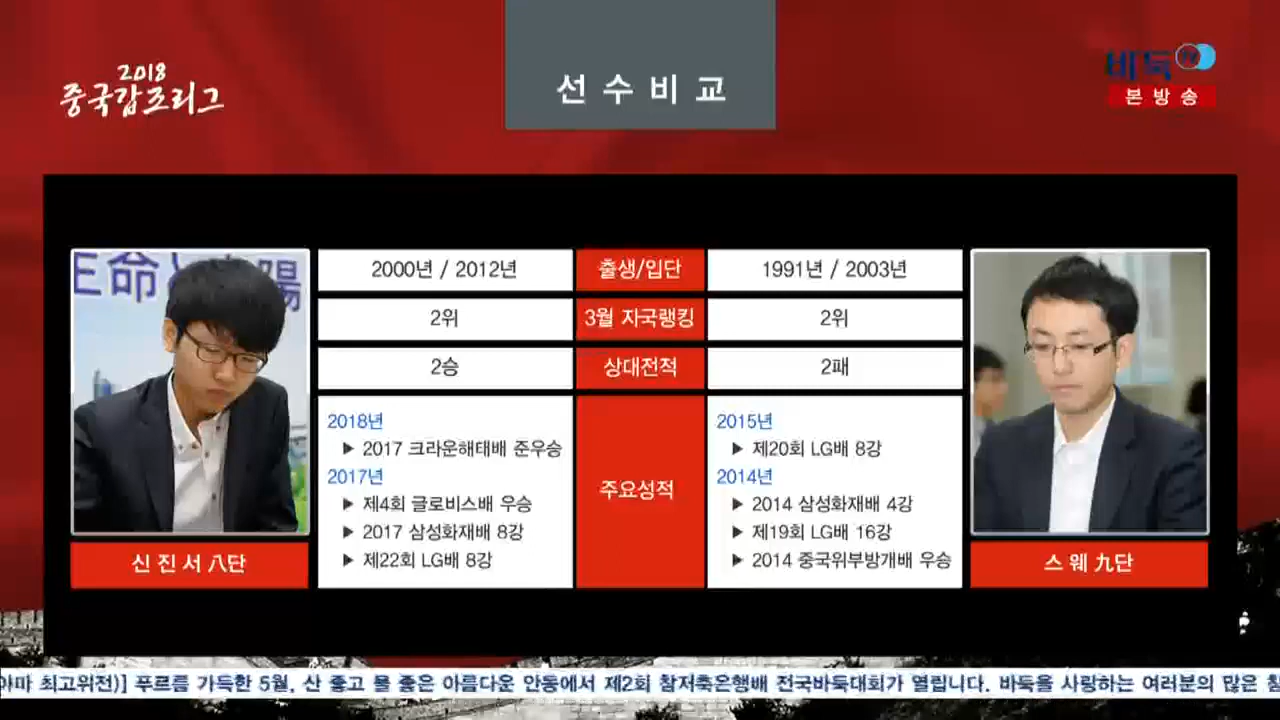 2018
중국갑조리그
선수비교
바둑TV
본방송
2000년 / 2012년
출생/입단
1991년 / 2003년
2위
3월 자국랭킹
2위
2승
상대전적
2패
2018년
▶ 2017 크라운해태배 준우승
2017년
▶ 제4회 글로비스배 우승
▶ 2017 삼성화재배 8강
▶ 제22회 LG배 8강
주요성적
2015년
▶ 제20회 LG배 8강
2014년
▶ 2014 삼성화재배 4강
▶ 제19회 LG배 16강
▶ 2014 중국위부방개배 우승
生命
陽
신진서 八단
스웨 九단
아마 최고위전)] 푸르름 가득한 5월, 산 좋고 물 좋은 아름다운 안동에서 제2회 참저축은행배 전국바둑대회가 열립니다. 바둑을 사랑하는 여러분의 많은 참